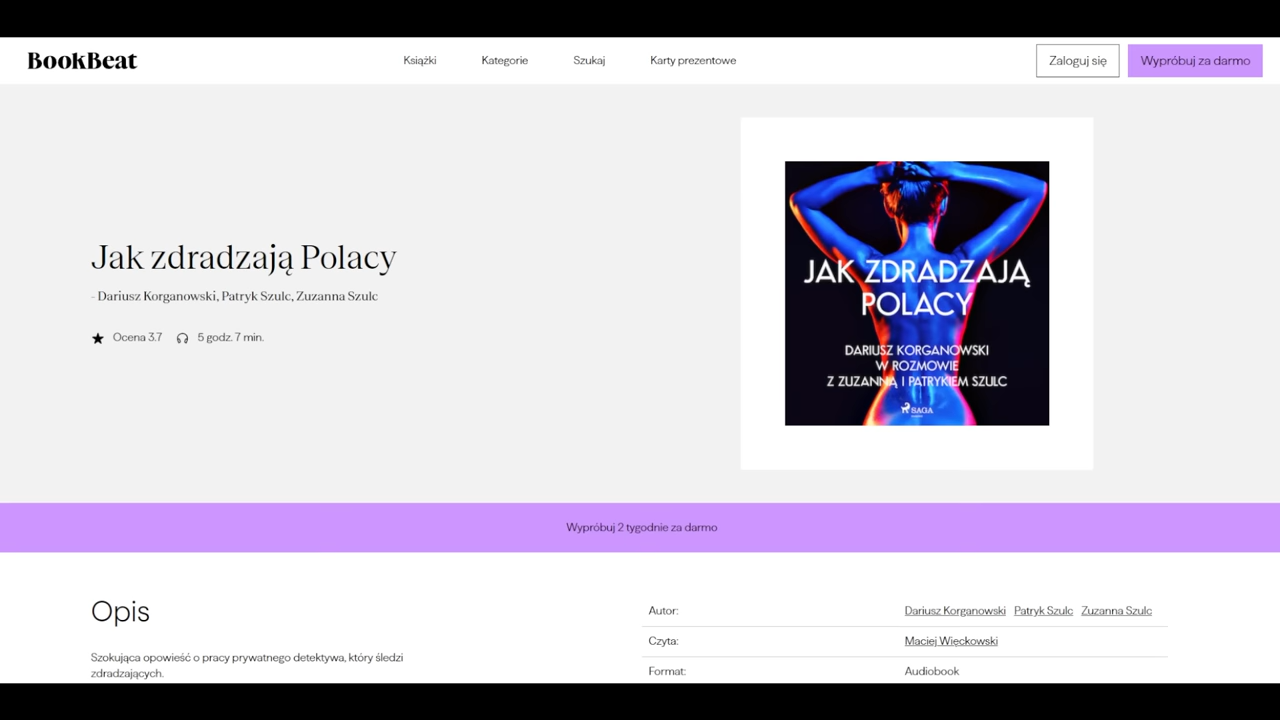 BookBeat
Książki Kategorie Szukaj Karty prezentowe
Zaloguj się
Wypróbuj za darmo
Jak zdradzają Polacy
- Dariusz Korganowski, Patryk Szulc, Zuzanna Szulc
Ocena 3.7 5 godz. 7 min.
JAK ZDRADZAJĄ
POLACY
DARIUSZ KORGANOWSKI
W ROZMOWIE
Z ZUZANNĄ I PATRYKIEM SZULC
SAGA
Wypróbuj 2 tygodnie za darmo
Opis
Szokująca opowieść o pracy prywatnego detektywa, który śledzi
zdradzających.
Autor: Dariusz Korganowski Patryk Szulc Zuzanna Szulc
Czyta: Maciej Więckowski
Format: Audiobook